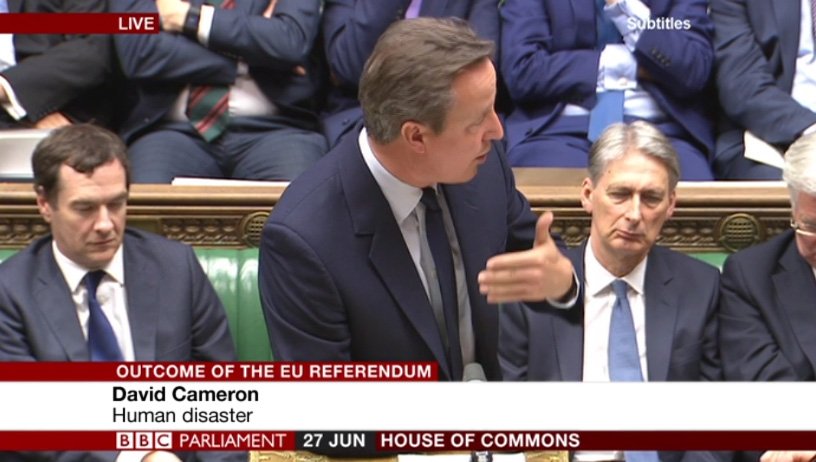 LIVE
Subtitles
OUTCOME OF THE EU REFERENDUM
David Cameron
Human disaster
BBC PARLIAMENT 27 JUN HOUSE OF COMMONS